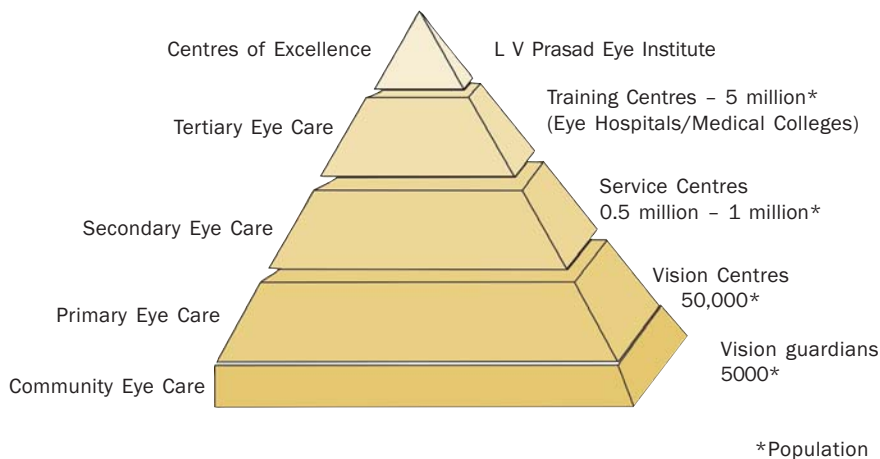 Centres of Excellence
L V Prasad Eye Institute
Tertiary Eye Care
Training Centres – 5 million*
(Eye Hospitals/Medical Colleges)
Secondary Eye Care
Service Centres
0.5 million – 1 million*
Primary Eye Care
Vision Centres
50,000*
Community Eye Care
Vision guardians
5000*
*Population